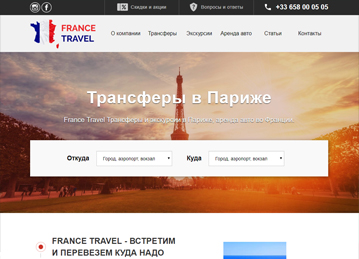 Скидки и акции
Вопросы и ответы
+33 658 00 05 05
FRANCE
TRAVEL
О компании
Трансферы
Экскурсии
Аренда авто
Статьи
Контакты
Трансферы в Париже
France Travel Трансферы и экскурсии в Париже, аренда авто во Франции.
Откуда
Город, аэропорт, вокзал
Куда
Город, аэропорт, вокзал
FRANCE TRAVEL - ВСТРЕТИМ
И ПЕРЕВЕЗЕМ КУДА НАДО